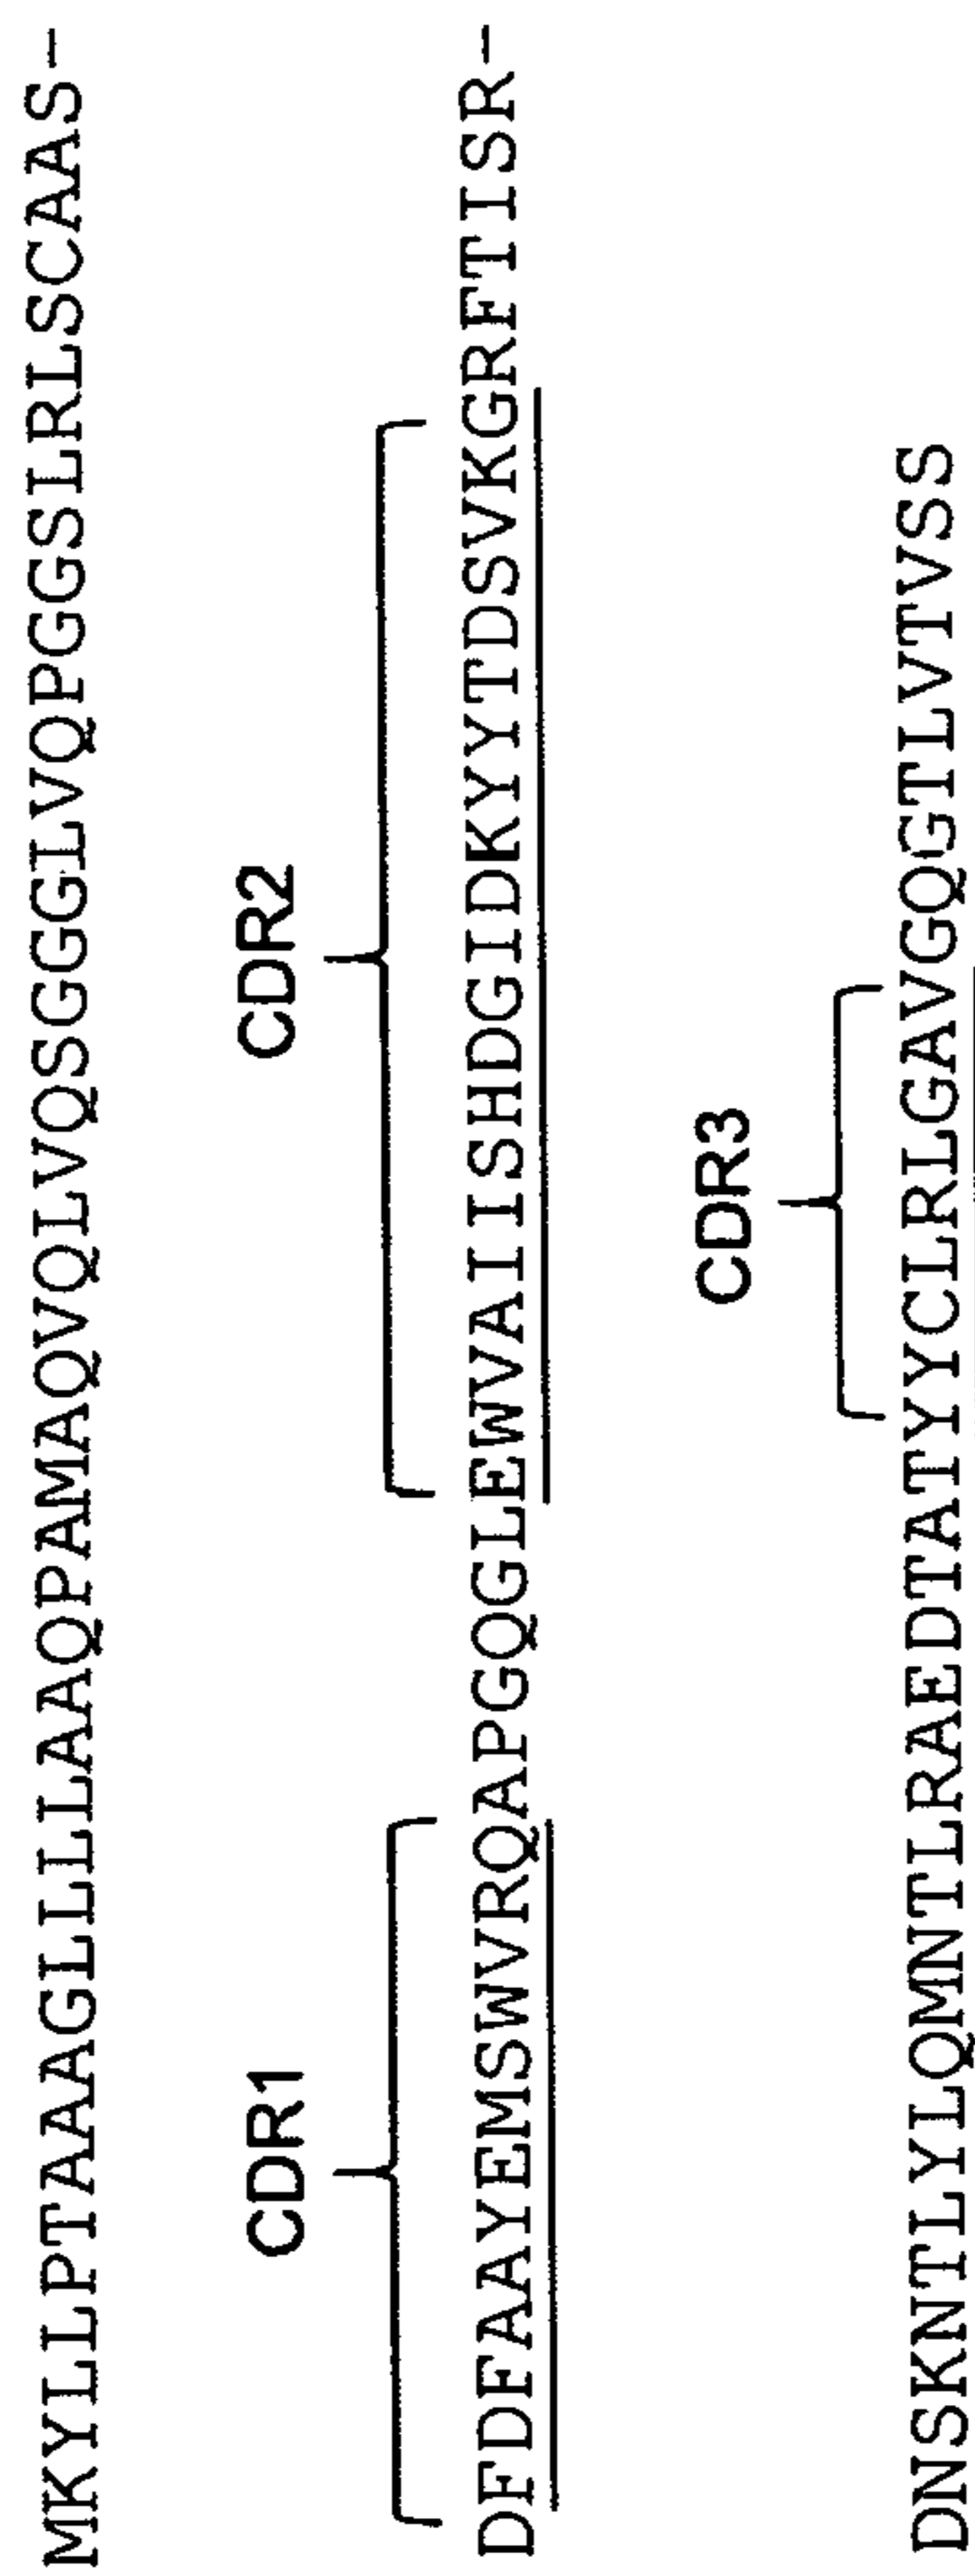 MKYLLPTAAAGLLLLAAQPAMAQVQLVQSGGGLVQPGGSLRLSCAAS-
CDR1 CDR2
DFDFAAYEMSWVRQAPGQGLEWVAIISHDGIDKYYTDSVKGRFTISR-
CDR3
DNSKNTLYLQMNTLRAEDTATYYCLRLGAVGQGTLVTVSS